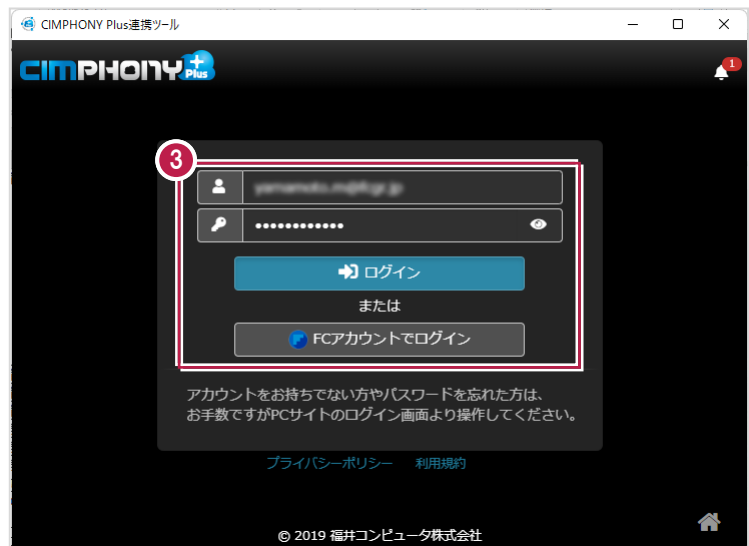 CIMPHONY Plus連携ツール
CIMPHONY Plus
1
3
ログイン
または
FCアカウントでログイン
アカウントをお持ちでない方やパスワードを忘れた方は、
お手数ですがPCサイトのログイン画面より操作してください。
プライバシーポリシー 利用規約
© 2019 福井コンピュータ株式会社